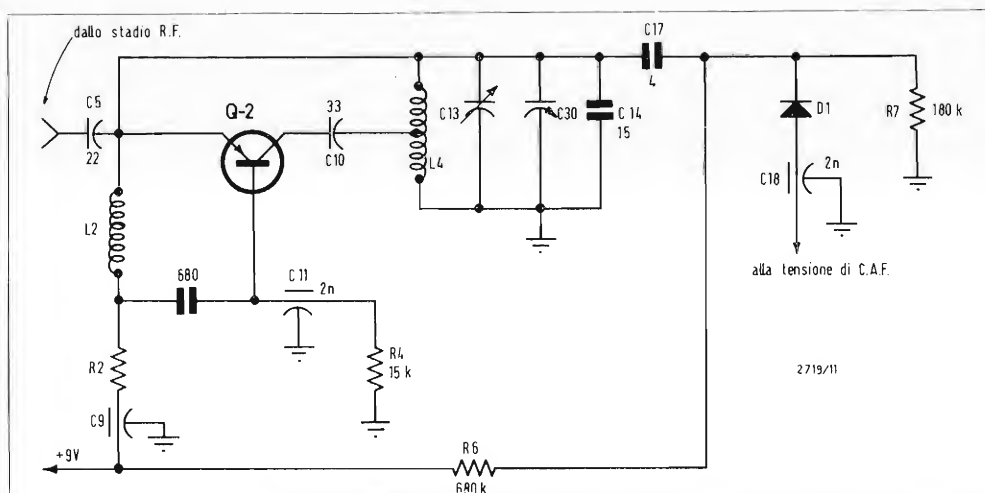 dallo stadio R.F.
C5
22
Q-2
33
C10
L4
C13
C30
C14
15
C17
4
D1
R7
180 k
C18
2n
alla tensione di C.A.F.
L2
680
C11
2n
R2
R4
15 k
C9
+9V
R6
680 k
2719/11